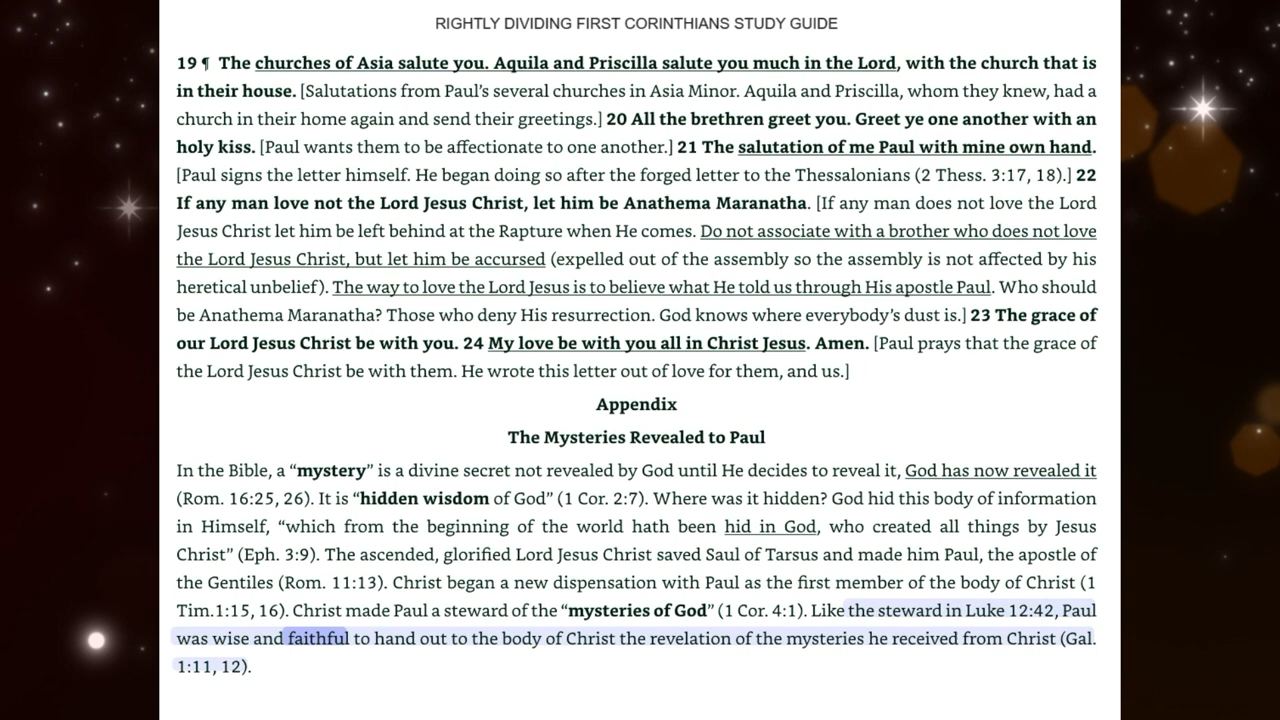 RIGHTLY DIVIDING FIRST CORINTHIANS STUDY GUIDE
19 ¶ The churches of Asia salute you. Aquila and Priscilla salute you much in the Lord, with the church that is
in their house. [Salutations from Paul's several churches in Asia Minor. Aquila and Priscilla, whom they knew, had a
church in their home again and send their greetings.] 20 All the brethren greet you. Greet ye one another with an
holy kiss. [Paul wants them to be affectionate to one another.] 21 The salutation of me Paul with mine own hand.
[Paul signs the letter himself. He began doing so after the forged letter to the Thessalonians (2 Thess. 3:17, 18).] 22
If any man love not the Lord Jesus Christ, let him be Anathema Maranatha. [If any man does not love the Lord
Jesus Christ let him be left behind at the Rapture when He comes. Do not associate with a brother who does not love
the Lord Jesus Christ, but let him be accursed (expelled out of the assembly so the assembly is not affected by his
heretical unbelief). The way to love the Lord Jesus is to believe what He told us through His apostle Paul. Who should
be Anathema Maranatha? Those who deny His resurrection. God knows where everybody's dust is.] 23 The grace of
our Lord Jesus Christ be with you. 24 My love be with you all in Christ Jesus. Amen. [Paul prays that the grace of
the Lord Jesus Christ be with them. He wrote this letter out of love for them, and us.]
Appendix
The Mysteries Revealed to Paul
In the Bible, a “mystery” is a divine secret not revealed by God until He decides to reveal it, God has now revealed it
(Rom. 16:25, 26). It is “hidden wisdom of God” (1 Cor. 2:7). Where was it hidden? God hid this body of information
in Himself, “which from the beginning of the world hath been hid in God, who created all things by Jesus
Christ” (Eph. 3:9). The ascended, glorified Lord Jesus Christ saved Saul of Tarsus and made him Paul, the apostle of
the Gentiles (Rom. 11:13). Christ began a new dispensation with Paul as the first member of the body of Christ (1
Tim.1:15, 16). Christ made Paul a steward of the “mysteries of God” (1 Cor. 4:1). Like the steward in Luke 12:42, Paul
was wise and faithful to hand out to the body of Christ the revelation of the mysteries he received from Christ (Gal.
1:11, 12).